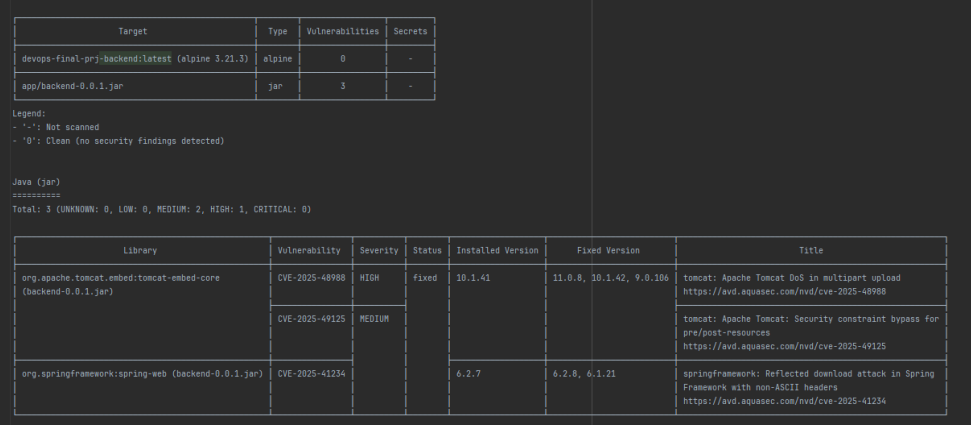 Target Type Vulnerabilities Secrets
devops-final-prj-backend:latest (alpine 3.21.3) alpine 0 -
app/backend-0.0.1.jar jar 3 -
Legend:
- '-': Not scanned
- '0': Clean (no security findings detected)
Java (jar)
==========
Total: 3 (UNKNOWN: 0, LOW: 0, MEDIUM: 2, HIGH: 1, CRITICAL: 0)
Library Vulnerability Severity Status Installed Version Fixed Version Title
org.apache.tomcat.embed:tomcat-embed-core CVE-2025-48988 HIGH fixed 10.1.41 11.0.8, 10.1.42, 9.0.106 tomcat: Apache Tomcat DoS in multipart upload
(backend-0.0.1.jar) https://avd.aquasec.com/nvd/cve-2025-48988
CVE-2025-49125 MEDIUM tomcat: Apache Tomcat: Security constraint bypass for
pre/post-resources
https://avd.aquasec.com/nvd/cve-2025-49125
org.springframework:spring-web (backend-0.0.1.jar) CVE-2025-41234 6.2.7 6.2.8, 6.1.21 springframework: Reflected download attack in Spring
Framework with non-ASCII headers
https://avd.aquasec.com/nvd/cve-2025-41234